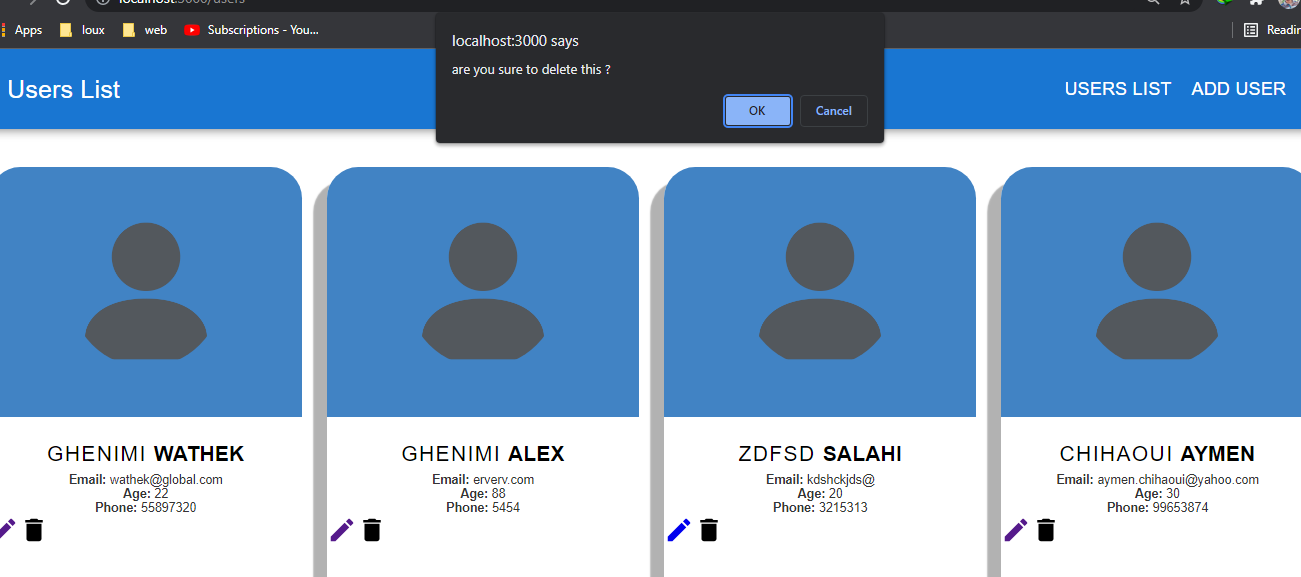 localhost:3000/users
Apps
loux
web
Subscriptions - You...
localhost:3000 says
are you sure to delete this ?
OK
Cancel
Users List
USERS LIST
ADD USER
GHENIMI WATHEK
Email: wathek@global.com
Age: 22
Phone: 55897320
GHENIMI ALEX
Email: erverv.com
Age: 88
Phone: 5454
ZDFSD SALAHI
Email: kdshckjds@
Age: 20
Phone: 3215313
CHIHAOUI AYMEN
Email: aymen.chihaoui@yahoo.com
Age: 30
Phone: 99653874